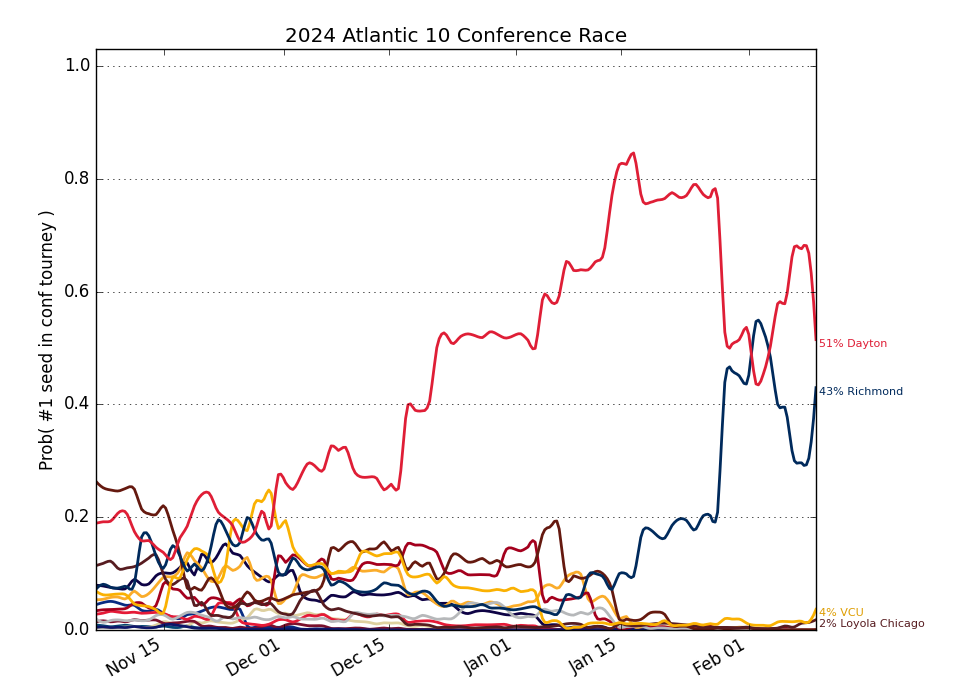 2024 Atlantic 10 Conference Race
Prob( #1 seed in conf tourney )
1.0
0.8
0.6
0.4
0.2
0.0
51% Dayton
43% Richmond
4% VCU
2% Loyola Chicago
Nov 15
Dec 01
Dec 15
Jan 01
Jan 15
Feb 01